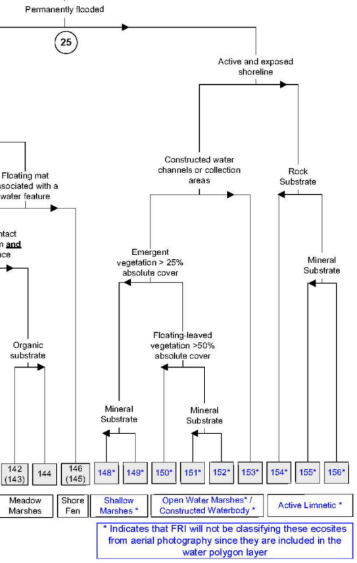 Permanently flooded
25
Active and exposed
shoreline
Constructed water
channels or collection
areas
Floating mat
ssociated with a
water feature
Rock
Substrate
ntact
m and
nce
Emergent
vegetation > 25%
absolute cover
Mineral
Substrate
Organic
substrate
Floating-leaved
vegetation >50%
absolute cover
Mineral
Substrate
Mineral
Substrate
142
(143)
144
146
(145)
148*
149*
150*
151*
152*
153*
154*
155*
156*
Meadow
Marshes
Shore
Fen
Shallow
Marshes *
Open Water Marshes* /
Constructed Waterbody *
Active Limnetic *
* Indicates that FRI will not be classifying these ecosites
from aerial photography since they are included in the
water polygon layer